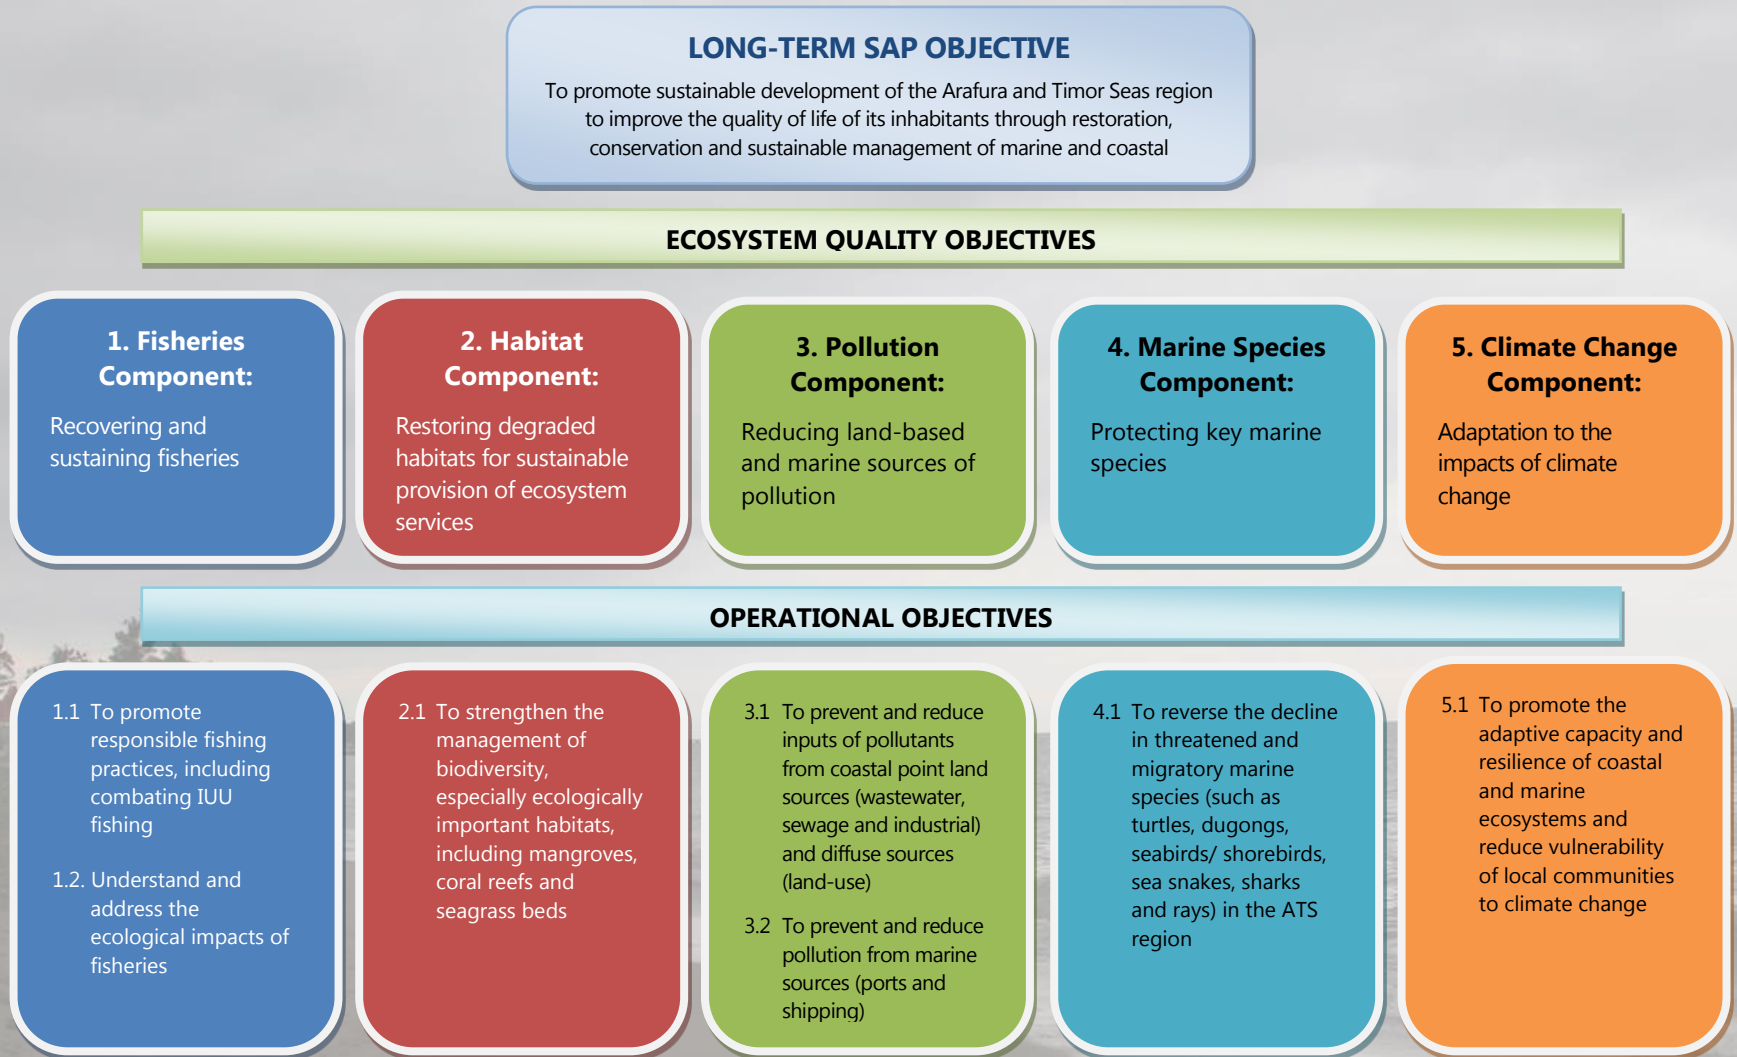 LONG-TERM SAP OBJECTIVE
To promote sustainable development of the Arafura and Timor Seas region
to improve the quality of life of its inhabitants through restoration,
conservation and sustainable management of marine and coastal
ECOSYSTEM QUALITY OBJECTIVES
1. Fisheries
Component:
Recovering and
sustaining fisheries
2. Habitat
Component:
Restoring degraded
habitats for sustainable
provision of ecosystem
services
3. Pollution
Component:
Reducing land-based
and marine sources of
pollution
4. Marine Species
Component:
Protecting key marine
species
5. Climate Change
Component:
Adaptation to the
impacts of climate
change
OPERATIONAL OBJECTIVES
1.1 To promote
responsible fishing
practices, including
combating IUU
fishing
1.2. Understand and
address the
ecological impacts of
fisheries
2.1 To strengthen the
management of
biodiversity,
especially ecologically
important habitats,
including mangroves,
coral reefs and
seagrass beds
3.1 To prevent and reduce
inputs of pollutants
from coastal point land
sources (wastewater,
sewage and industrial)
and diffuse sources
(land-use)
3.2 To prevent and reduce
pollution from marine
sources (ports and
shipping)
4.1 To reverse the decline
in threatened and
migratory marine
species (such as
turtles, dugongs,
seabirds/ shorebirds,
sea snakes, sharks
and rays) in the ATS
region
5.1 To promote the
adaptive capacity and
resilience of coastal
and marine
ecosystems and
reduce vulnerability
of local communities
to climate change